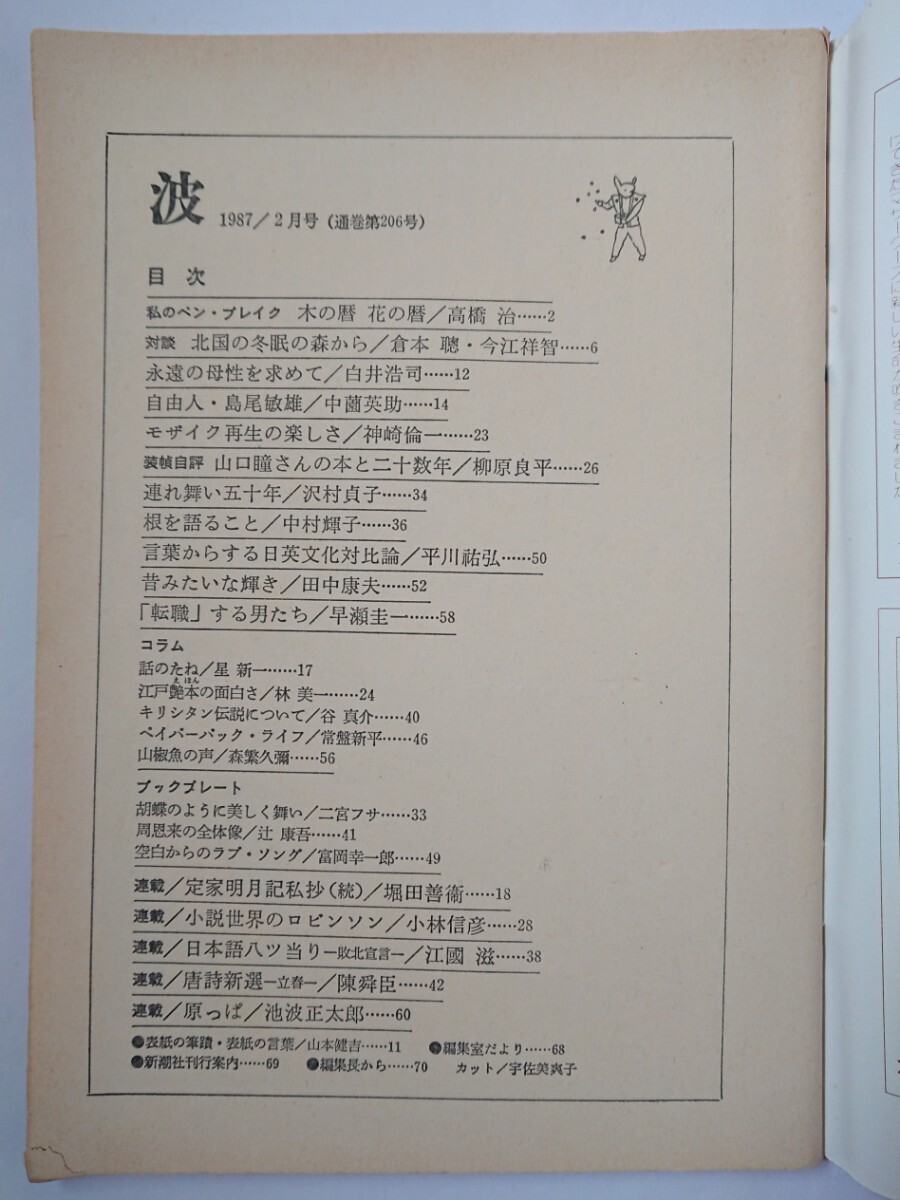 波
1987／2月号（通巻第206号）
目次
私のペン・ブレイク 木の暦 花の暦／高橋 治……2
対談 北国の冬眠の森から／倉本 聰・今江祥智……6
永遠の母性を求めて／白井浩司……12
自由人・島尾敏雄／中薗英助……14
モザイク再生の楽しさ／神崎倫一……23
装幀自評 山口瞳さんの本と二十数年／柳原良平……26
連れ舞い五十年／沢村貞子……34
根を語ること／中村輝子……36
言葉からする日英文化対比論／平川祐弘……50
昔みたいな輝き／田中康夫……52
「転職」する男たち／早瀬圭一……58
コラム
話のたね／星 新一……17
えほん
江戸艶本の面白さ／林 美一……24
キリシタン伝説について／谷 真介……40
ペイパーバック・ライフ／常盤新平……46
山椒魚の声／森繁久彌……56
ブックプレート
胡蝶のように美しく舞い／二宮フサ……33
周恩来の全体像／辻 康吾……41
空白からのラブ・ソング／富岡幸一郎……49
連載／定家明月記私抄（続）／堀田善衞……18
連載／小説世界のロビンソン／小林信彦……28
連載／日本語八ツ当り―敗北宣言―／江國 滋……38
連載／唐詩新選―立春―／陳舜臣……42
連載／原っぱ／池波正太郎……60
●表紙の筆蹟・表紙の言葉／山本健吉……11 ●編集室だより……68
●新潮社刊行案内……69 ●編集長から……70 カット／宇佐美爽子